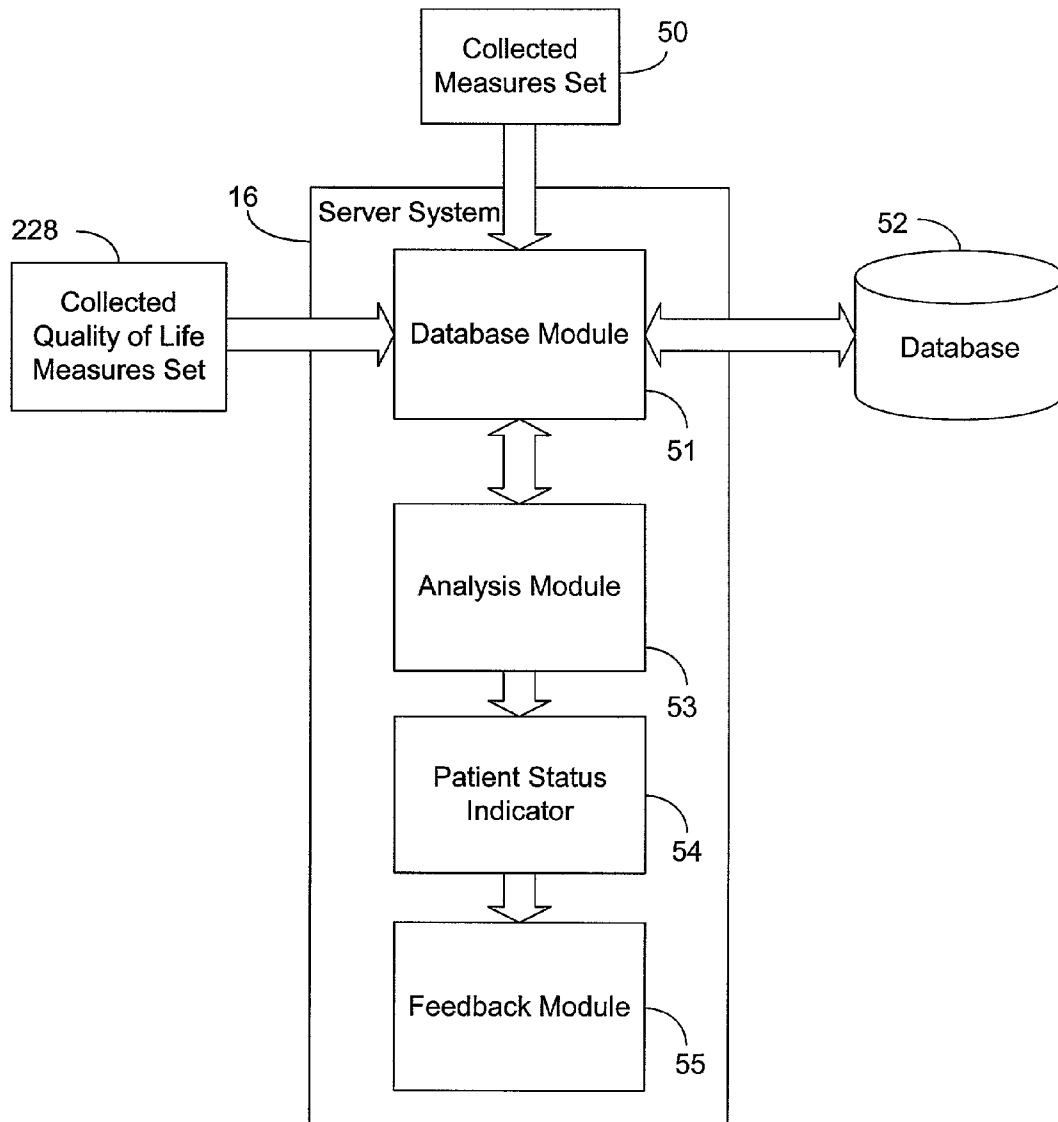 50
Collected
Measures Set
16
Server System
228
52
Collected
Quality of Life
Measures Set
Database Module
Database
51
Analysis Module
53
Patient Status
Indicator
54
Feedback Module
55